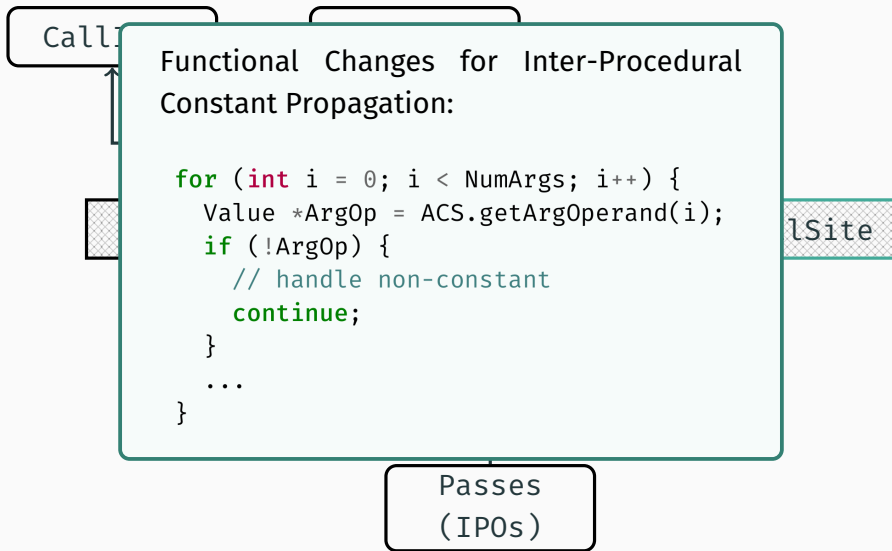 Functional Changes for Inter-Procedural
Constant Propagation:
for (int i = 0; i < NumArgs; i++) {
  Value *ArgOp = ACS.getArgOperand(i);
  if (!ArgOp) {
    // handle non-constant
    continue;
  }
  ...
}
lSite
Passes
(IPOs)